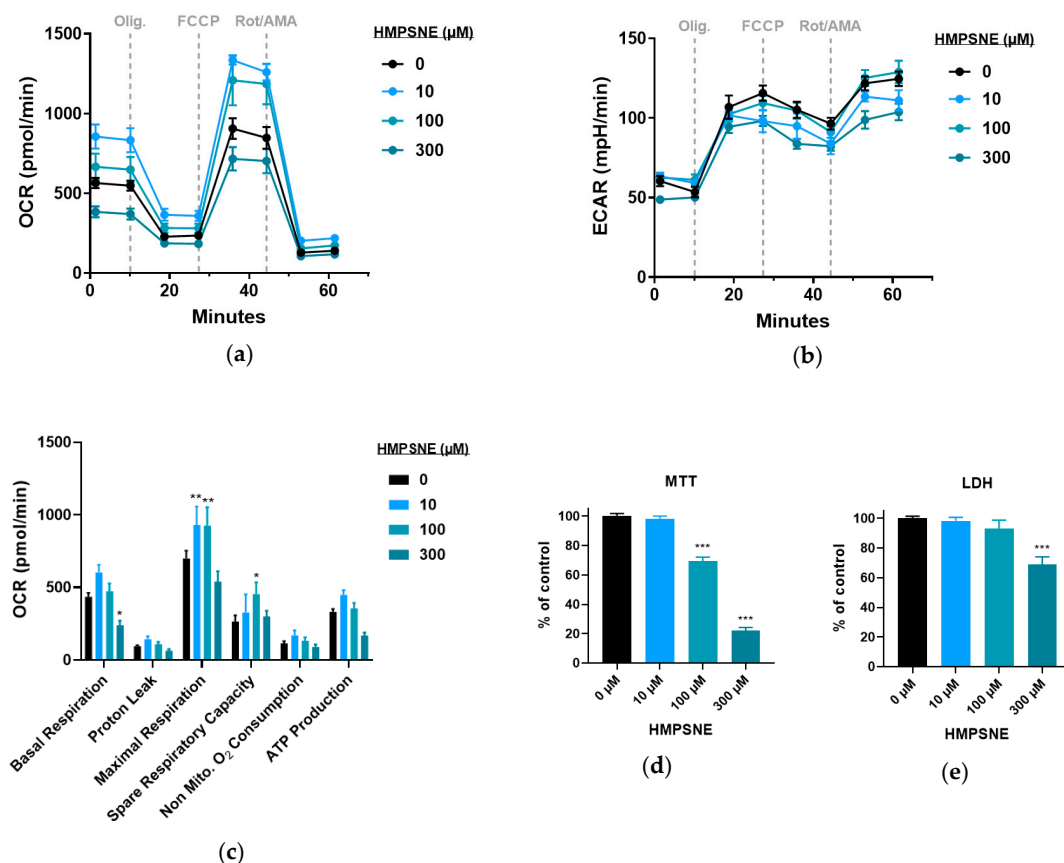 Olig. FCCP Rot/AMA
HMPSNE (µM)
0
10
100
300
1500
1000
500
0
OCR (pmol/min)
0 20 40 60
Minutes
(a)
Olig. FCCP Rot/AMA
HMPSNE (µM)
0
10
100
300
150
100
50
0
ECAR (mpH/min)
0 20 40 60
Minutes
(b)
HMPSNE (µM)
0
10
100
300
1500
1000
500
0
OCR (pmol/min)
* ** ** *
Basal Respiration
Proton Leak
Maximal Respiration
Spare Respiratory Capacity
Non Mito. O₂ Consumption
ATP Production
(c)
MTT
100
80
60
40
20
0
% of control
*** ***
0 µM 10 µM 100 µM 300 µM
HMPSNE
(d)
LDH
100
80
60
40
20
0
% of control
***
0 µM 10 µM 100 µM 300 µM
HMPSNE
(e)